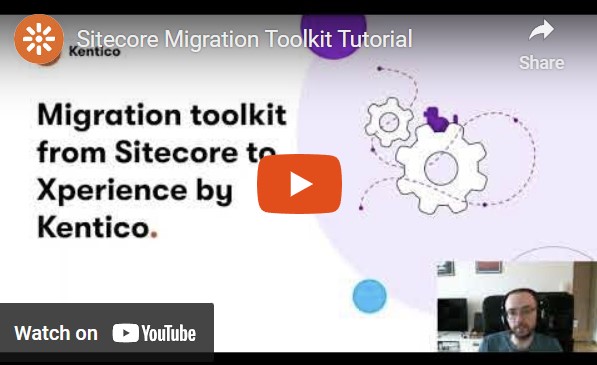 Sitecore Migration Toolkit Tutorial
Share
Kentico
Migration toolkit
from Sitecore to
Xperience by
Kentico.
Watch on YouTube